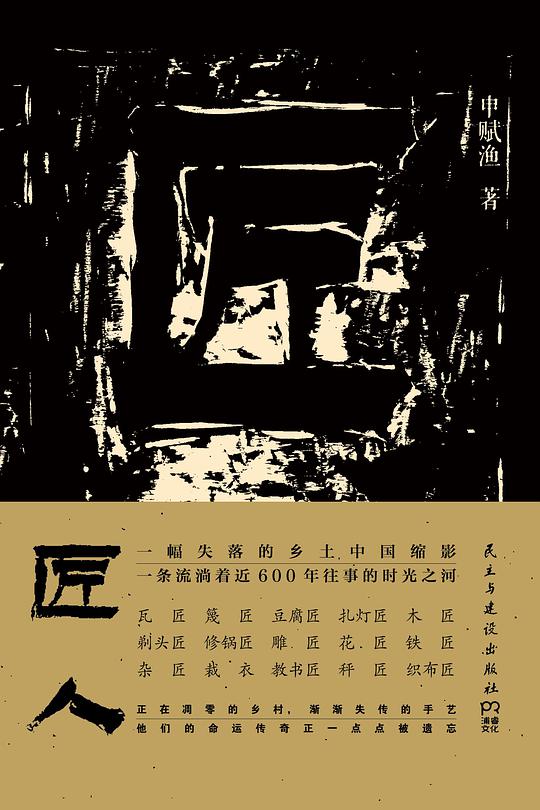 匠
申赋渔 著
匠人
一幅失落的乡土中国缩影
一条流淌着近600年往事的时光之河
瓦匠 篾匠 豆腐匠 扎灯匠 木匠
剃头匠 修锅匠 雕匠 花匠 铁匠
杂匠 裁衣 教书匠 秤匠 织布匠
正在凋零的乡村，渐渐失传的手艺
他们的命运传奇正一点点被遗忘
民主与建设出版社
浦睿文化